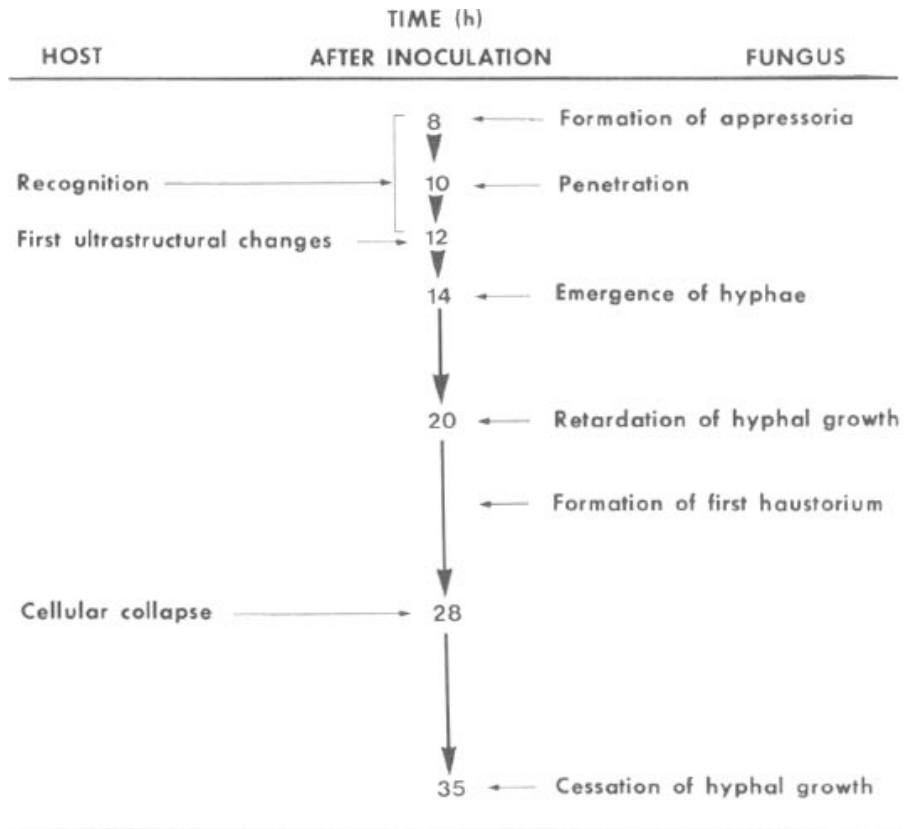 TIME (h)
HOST AFTER INOCULATION FUNGUS
8 Formation of appressoria
Recognition 10 Penetration
First ultrastructural changes 12
14 Emergence of hyphae
20 Retardation of hyphal growth
Formation of first haustorium
Cellular collapse 28
35 Cessation of hyphal growth